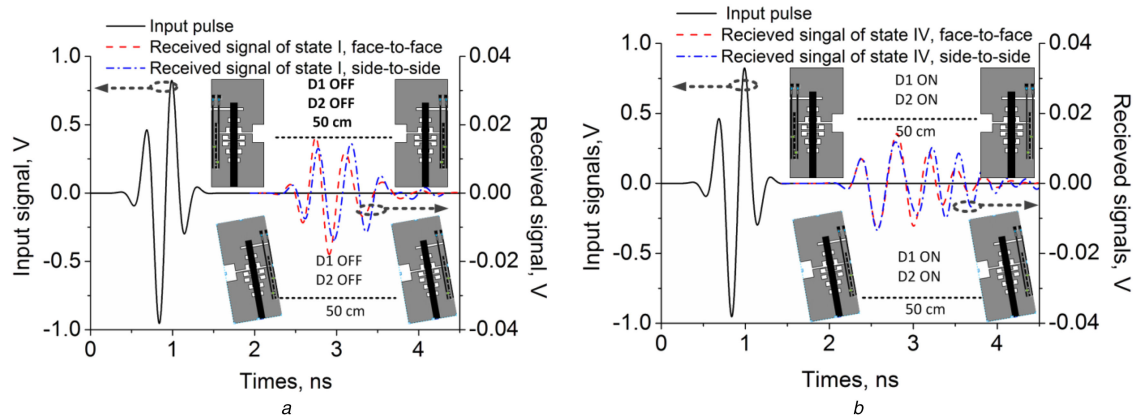 Input pulse
Received signal of state I, face-to-face
Received signal of state I, side-to-side
1.0
0.5
0.0
-0.5
-1.0
Input signal, V
0.04
0.02
0.00
-0.02
-0.04
Received signal, V
D1 OFF
D2 OFF
50 cm
D1 OFF
D2 OFF
50 cm
0
1
2
3
4
Times, ns
a
Input pulse
Recieved singal of state IV, face-to-face
Recieved singal of state IV, side-to-side
1.0
0.5
0.0
-0.5
-1.0
Input signals,V
0.04
0.02
0.00
-0.02
-0.04
Recieved signals, V
D1 ON
D2 ON
50 cm
D1 ON
D2 ON
50 cm
0
1
2
3
4
Times, ns
b